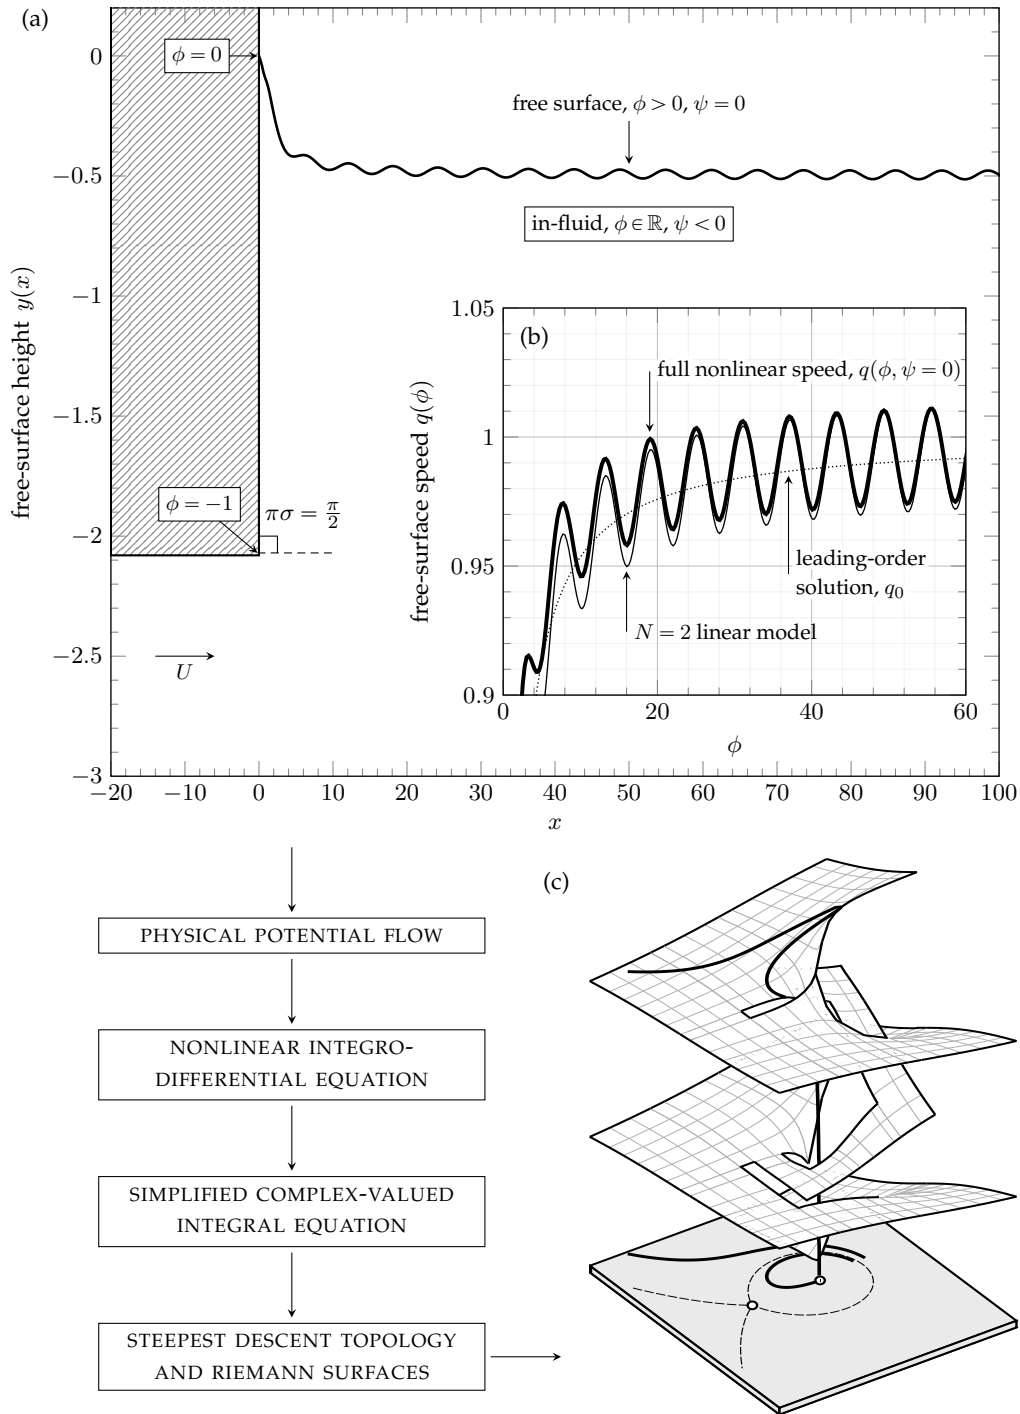 (a)
0
−0.5
−1
−1.5
−2
−2.5
−3
free-surface height y(x)
ϕ = 0
free surface, ϕ > 0, ψ = 0
in-fluid, ϕ ∈ ℝ, ψ < 0
ϕ = −1
πσ = π/2
U
−20
−10
0
10
20
30
40
50
60
70
80
90
100
x
(b)
1.05
1
0.95
0.9
free-surface speed q(ϕ)
full nonlinear speed, q(ϕ, ψ = 0)
leading-order
solution, q₀
N = 2 linear model
0
20
40
60
ϕ
(c)
PHYSICAL POTENTIAL FLOW
NONLINEAR INTEGRO-
DIFFERENTIAL EQUATION
SIMPLIFIED COMPLEX-VALUED
INTEGRAL EQUATION
STEEPEST DESCENT TOPOLOGY
AND RIEMANN SURFACES